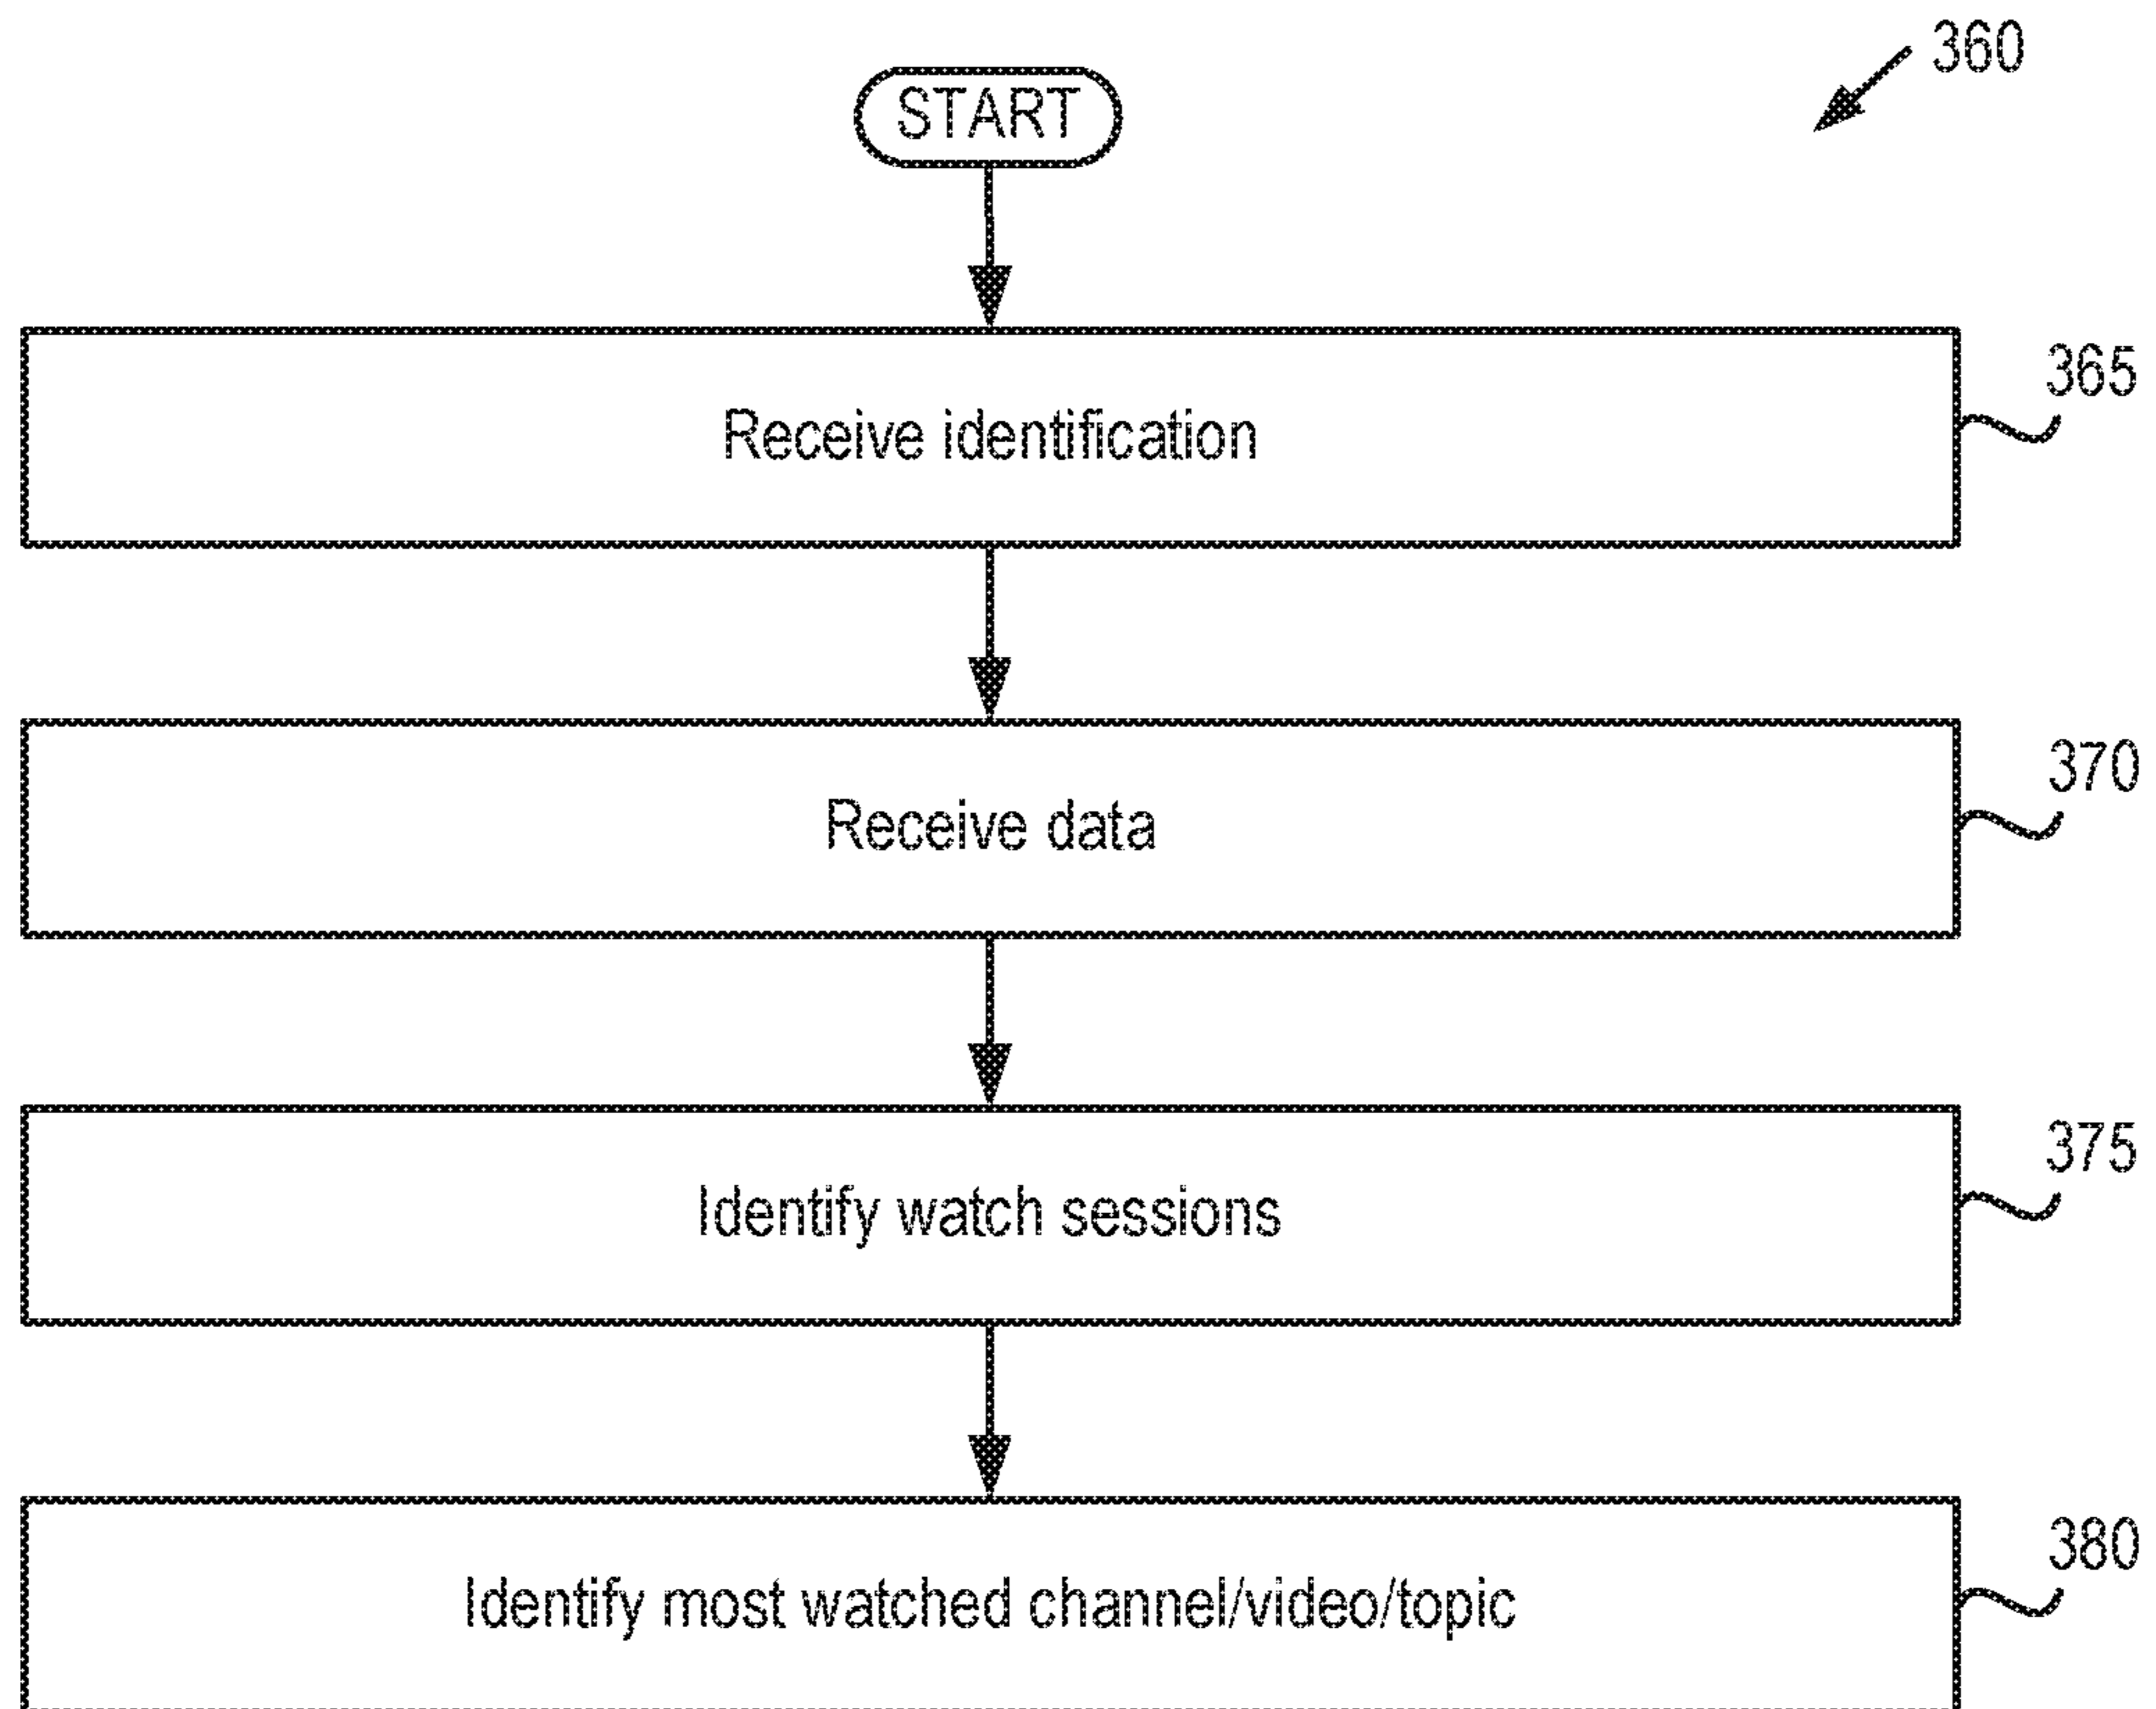 360
START
365
Receive identification
370
Receive data
375
Identify watch sessions
380
Identify most watched channel/video/topic